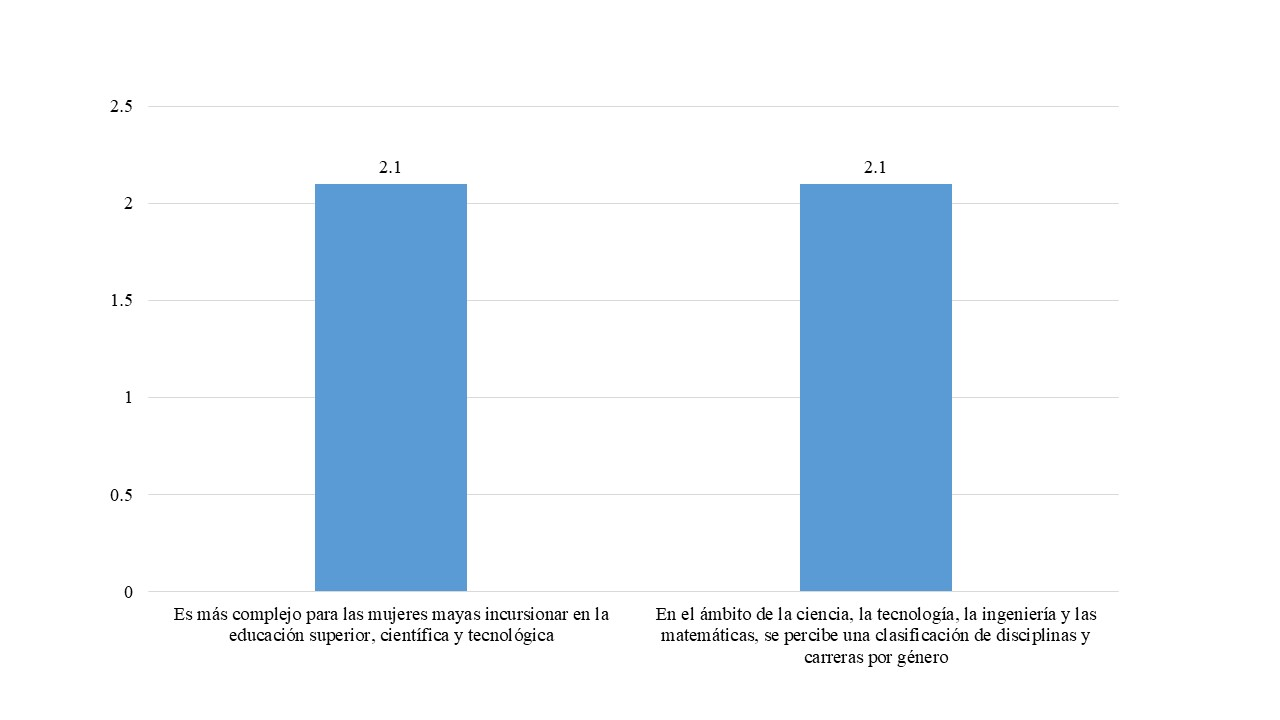 2.5
2.1
2.1
2
1.5
1
0.5
0
Es más complejo para las mujeres mayas incursionar en la
educación superior, científica y tecnológica
En el ámbito de la ciencia, la tecnología, la ingeniería y las
matemáticas, se percibe una clasificación de disciplinas y
carreras por género